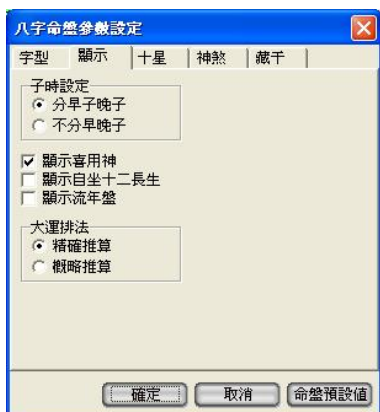 八字命盤參數設定
字型 顯示 十星 神煞 藏干
子時設定
分早子晚子
不分早晚子
顯示喜用神
顯示自坐十二長生
顯示流年盤
大運排法
精確推算
概略推算
確定 取消 命盤預設值